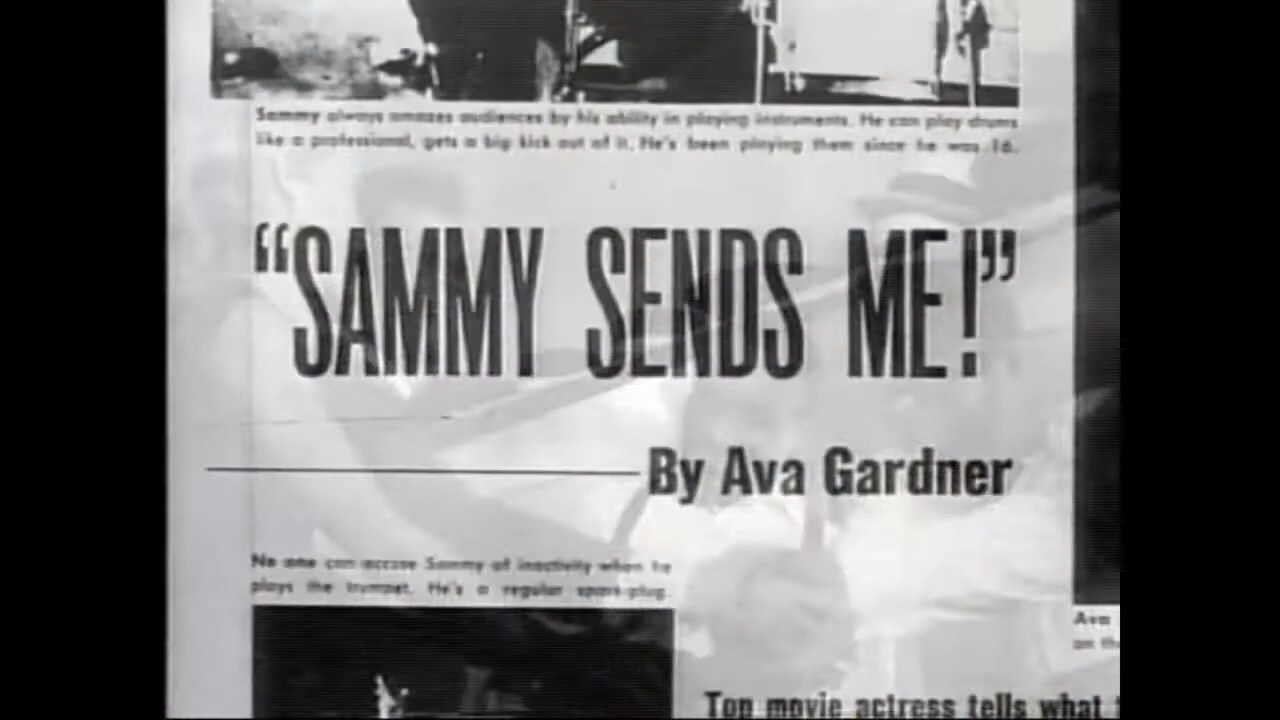 Sammy always amazes audiences by his ability in playing instruments. He can play drums
like a professional, gets a big kick out of it. He's been playing them since he was 16.
“SAMMY SENDS ME!”
By Ava Gardner
No one can accuse Sammy of inactivity when he
plays the trumpet. He's a regular spark-plug.
Ava
on th
Top movie actress tells what